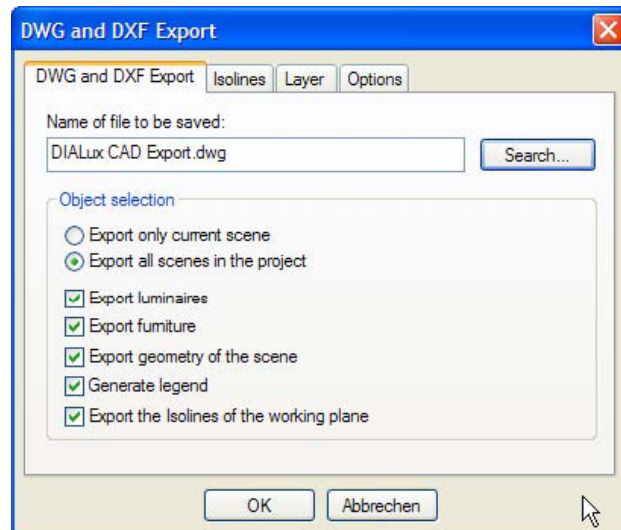 DWG and DXF Export
DWG and DXF Export Isolines Layer Options
Name of file to be saved:
DIALux CAD Export.dwg Search...
Object selection
Export only current scene
Export all scenes in the project
Export luminaires
Export furniture
Export geometry of the scene
Generate legend
Export the Isolines of the working plane
OK Abbrechen